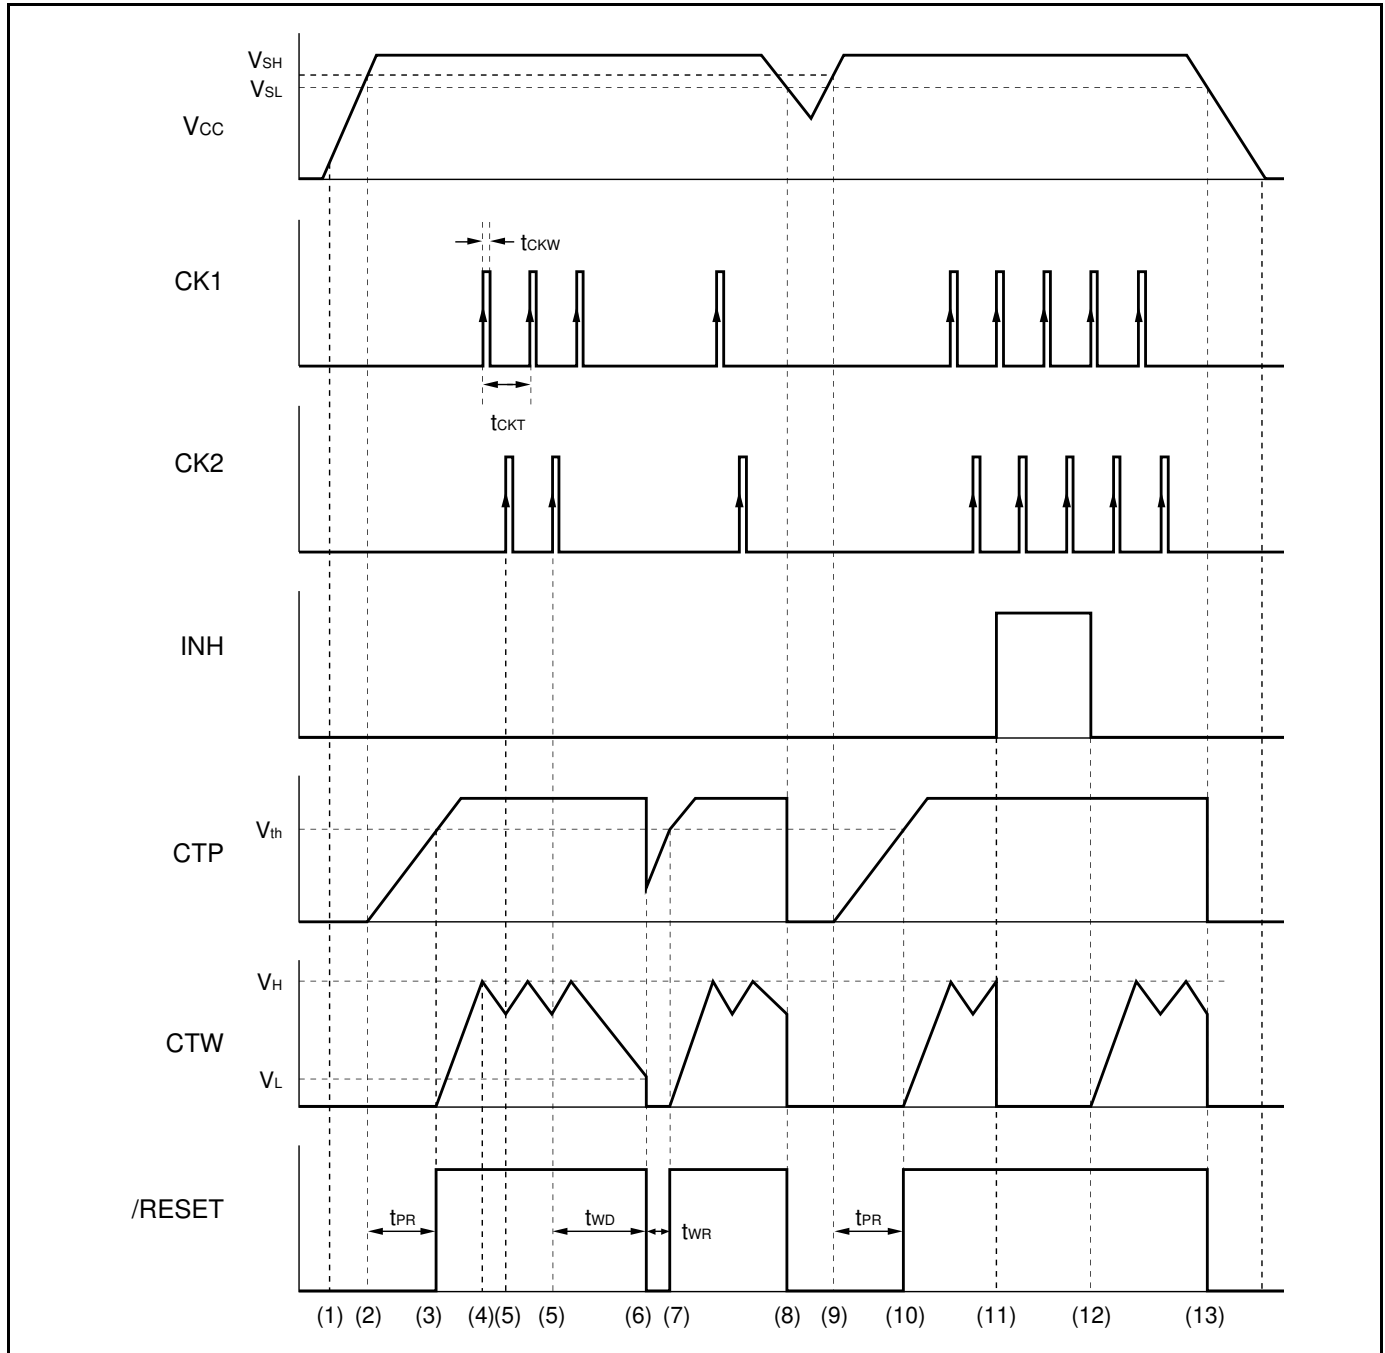 VSH
VSL
VCC
tCKW
CK1
tCKT
CK2
INH
Vth
CTP
VH
CTW
VL
/RESET
tPR tWD tWR tPR
(1) (2) (3) (4)(5) (5) (6) (7) (8) (9) (10) (11) (12) (13)